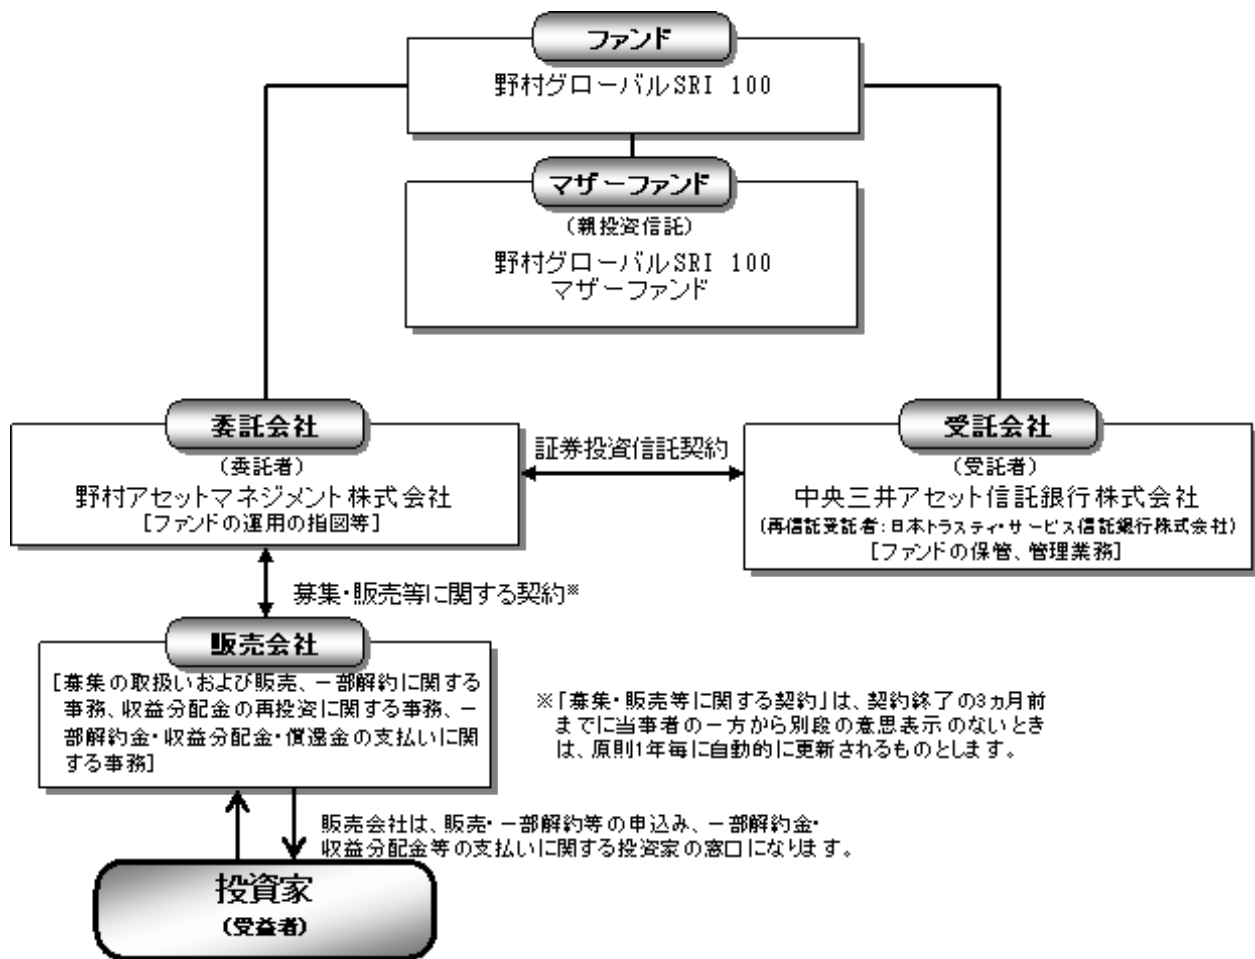 ファンド
野村グローバルSRI 100
マザーファンド
(親投資信託)
野村グローバルSRI 100
マザーファンド
委託会社
(委託者)
野村アセットマネジメント株式会社
[ファンドの運用の指図等]
証券投資信託契約
受託会社
(受託者)
中央三井アセット信託銀行株式会社
(再信託受託者:日本トラスティ・サービス信託銀行株式会社)
[ファンドの保管、管理業務]
募集・販売等に関する契約※
販売会社
[募集の取扱いおよび販売、一部解約に関する
事務、収益分配金の再投資に関する事務、一
部解約金・収益分配金・償還金の支払いに関
する事務]
※「募集・販売等に関する契約」は、契約終了の3ヵ月前
までに当事者の一方から別段の意思表示のないとき
は、原則1年毎に自動的に更新されるものとします。
販売会社は、販売・一部解約等の申込み、一部解約金・
収益分配金等の支払いに関する投資家の窓口になります。
投資家
(受益者)